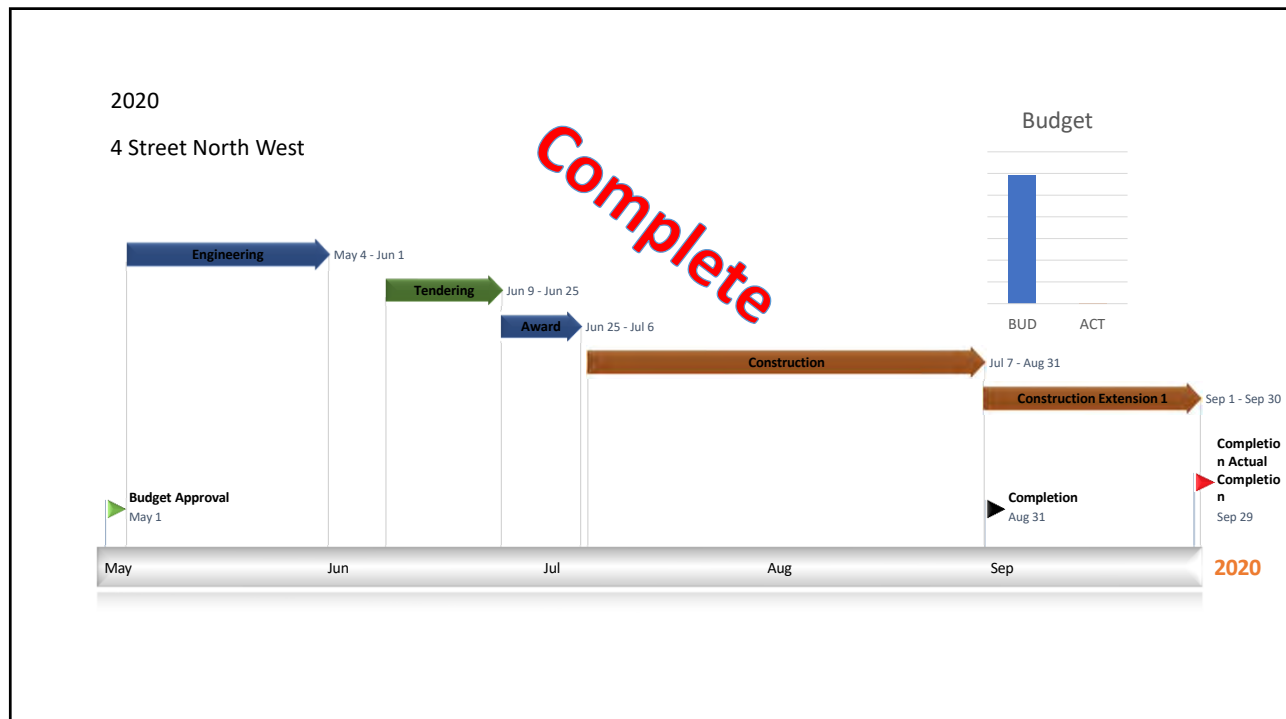 2020
4 Street North West
Complete
Budget
BUD ACT
Engineering May 4 - Jun 1
Tendering Jun 9 - Jun 25
Award Jun 25 - Jul 6
Construction Jul 7 - Aug 31
Construction Extension 1 Sep 1 - Sep 30
Budget Approval
May 1
Completion
Aug 31
Completio
n Actual
Completio
n
Sep 29
May Jun Jul Aug Sep 2020